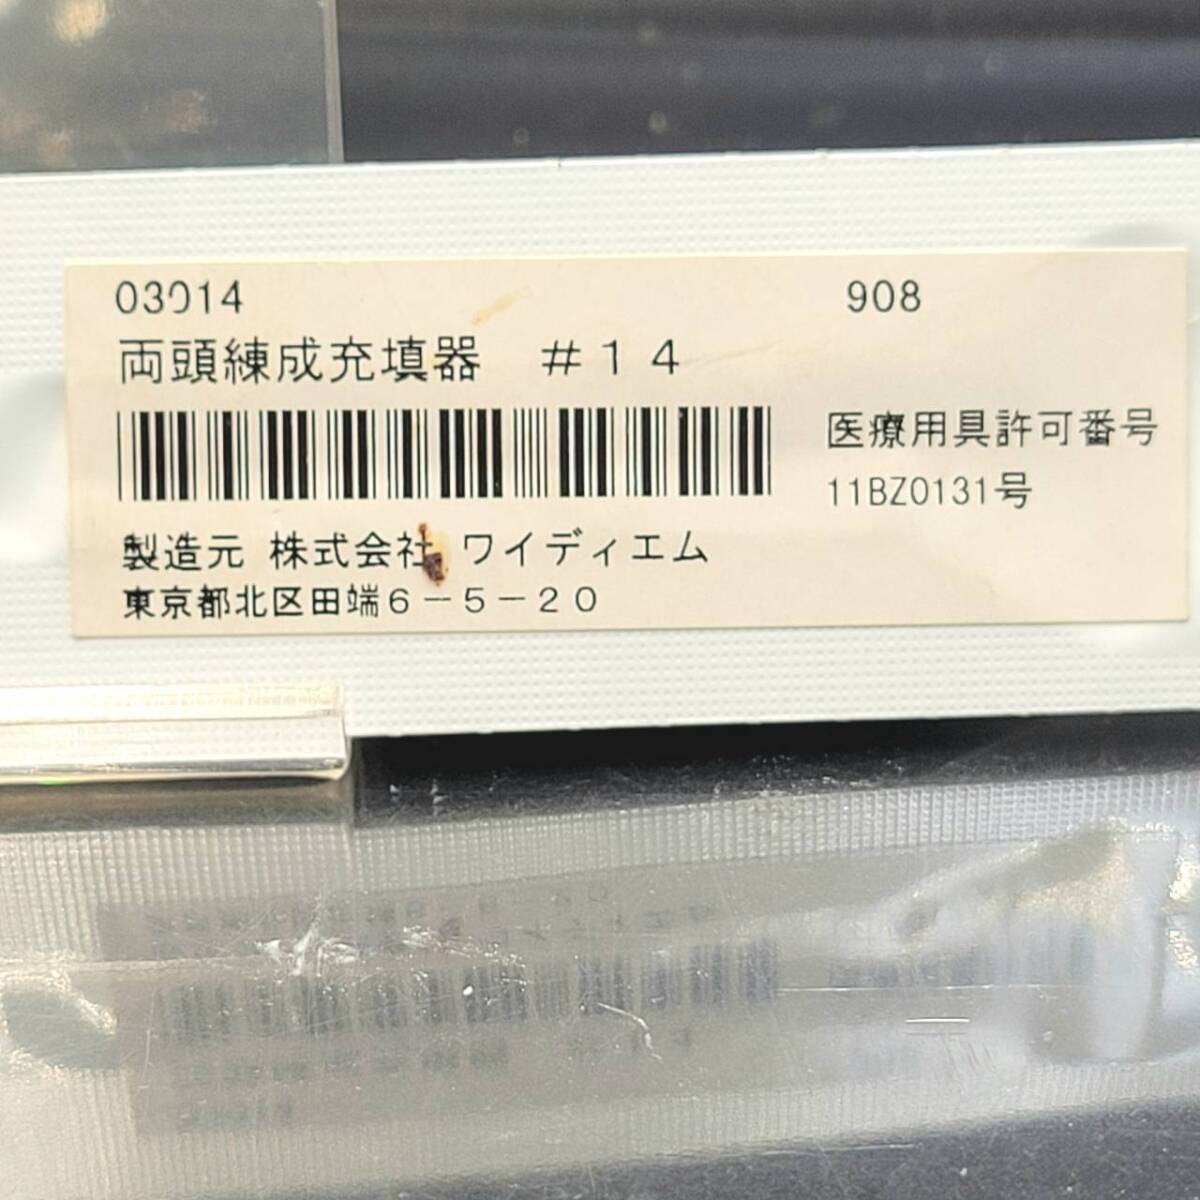 03014
908
両頭練成充填器　＃１４
医療用具許可番号
11BZ0131号
製造元 株式会社 ワイディエム
東京都北区田端６－５－２０